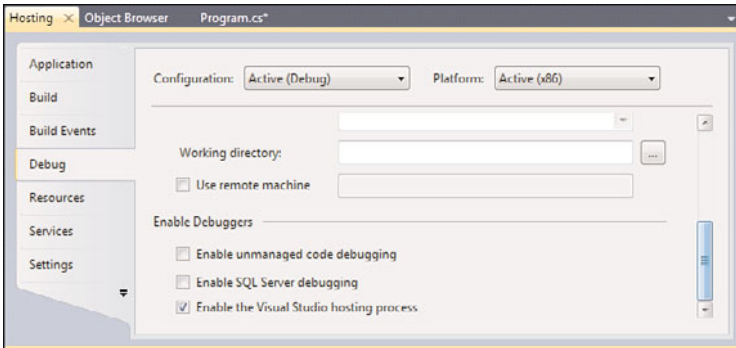 Hosting Object Browser Program.cs*
Application
Configuration: Active (Debug) Platform: Active (x86)
Build
Build Events
Working directory: ...
Debug
Use remote machine
Resources
Enable Debuggers
Services
Enable unmanaged code debugging
Settings
Enable SQL Server debugging
Enable the Visual Studio hosting process